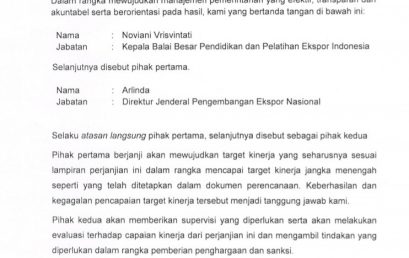 Dalam rangka mewujudkan manajemen pemerintahan yang efektif, transparan dan
akuntabel serta berorientasi pada hasil, kami yang bertanda tangan di bawah ini:
Nama : Noviani Vrisvintati
Jabatan : Kepala Balai Besar Pendidikan dan Pelatihan Ekspor Indonesia
Selanjutnya disebut pihak pertama.
Nama : Arlinda
Jabatan : Direktur Jenderal Pengembangan Ekspor Nasional
Selaku atasan langsung pihak pertama, selanjutnya disebut sebagai pihak kedua
Pihak pertama berjanji akan mewujudkan target kinerja yang seharusnya sesuai
lampiran perjanjian ini dalam rangka mencapai target kinerja jangka menengah
seperti yang telah ditetapkan dalam dokumen perencanaan. Keberhasilan dan
kegagalan pencapaian target kinerja tersebut menjadi tanggung jawab kami.
Pihak kedua akan memberikan supervisi yang diperlukan serta akan melakukan
evaluasi terhadap capaian kinerja dari perjanjian ini dan mengambil tindakan yang
diperlukan dalam rangka pemberian penghargaan dan sanksi.